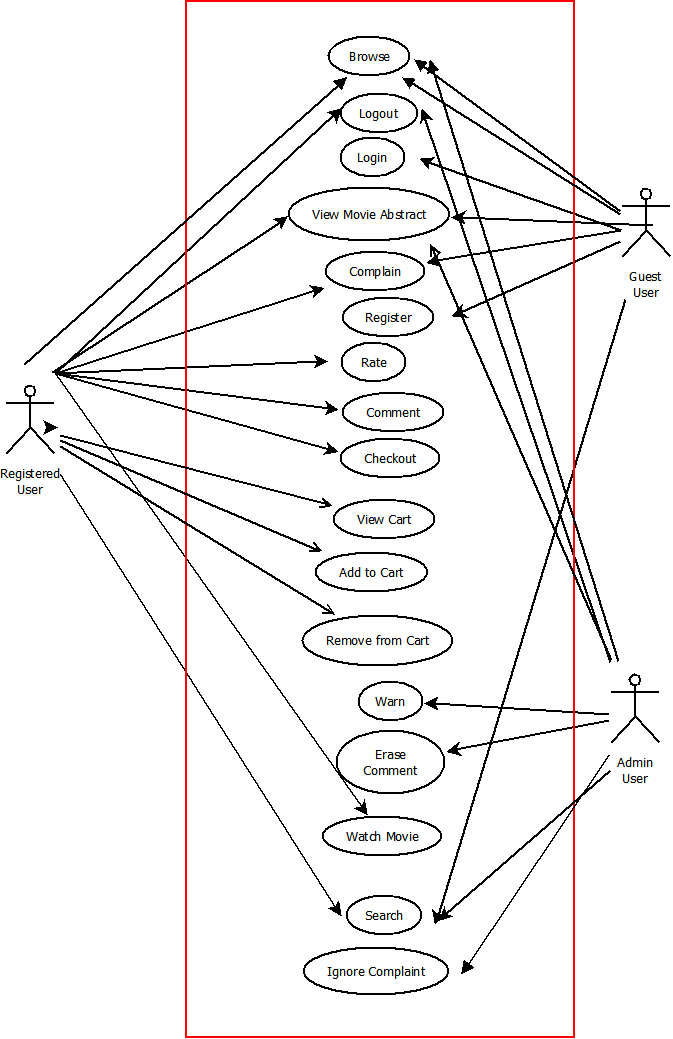 Browse
Logout
Login
View Movie Abstract
Complain
Guest
User
Register
Rate
Comment
Checkout
Registered
User
View Cart
Add to Cart
Remove from Cart
Warn
Erase
Comment
Admin
User
Watch Movie
Search
Ignore Complaint